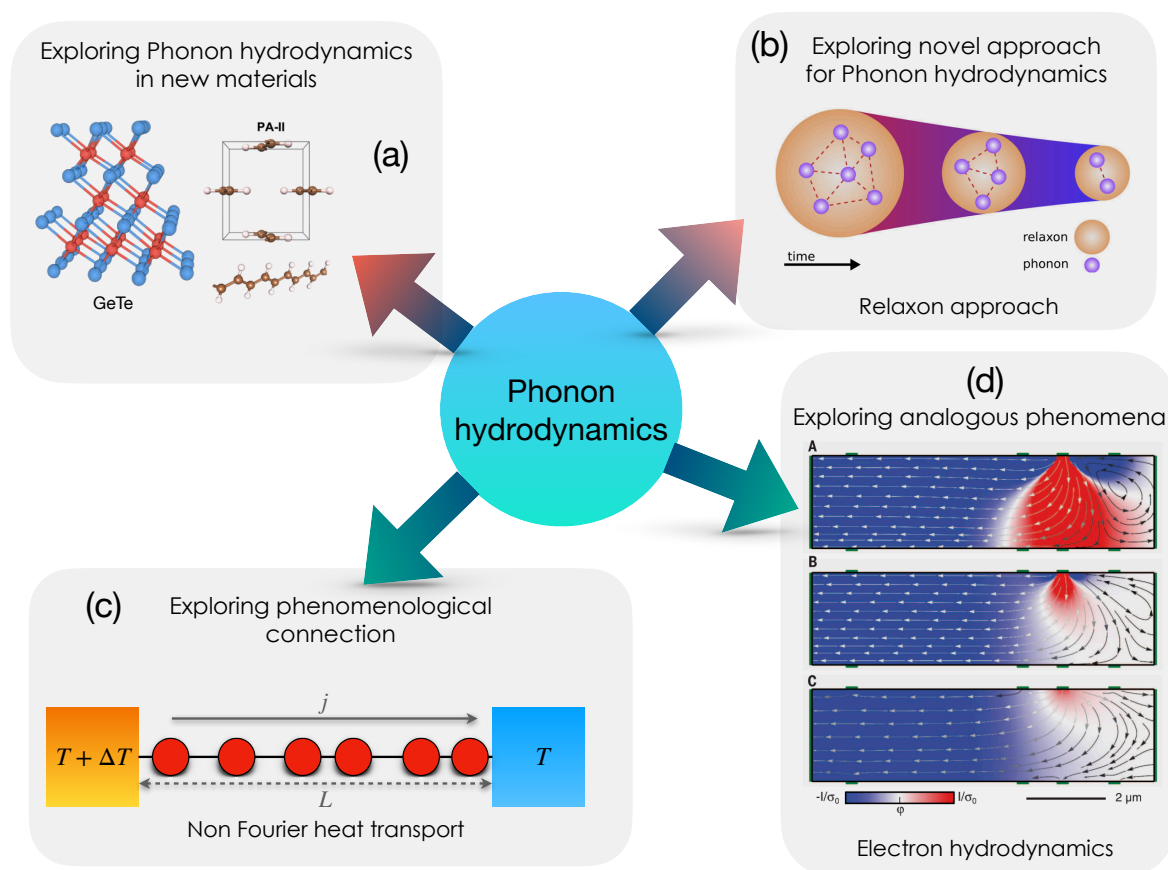 Exploring Phonon hydrodynamics
in new materials
PA-II
(a)
GeTe
(b)
Exploring novel approach
for Phonon hydrodynamics
relaxon
time
phonon
Relaxon approach
Phonon
hydrodynamics
(c)
Exploring phenomenological
connection
j
T + ΔT
T
L
Non Fourier heat transport
(d)
Exploring analogous phenomena
A
B
C
-I/σ₀
I/σ₀
φ
2 μm
Electron hydrodynamics